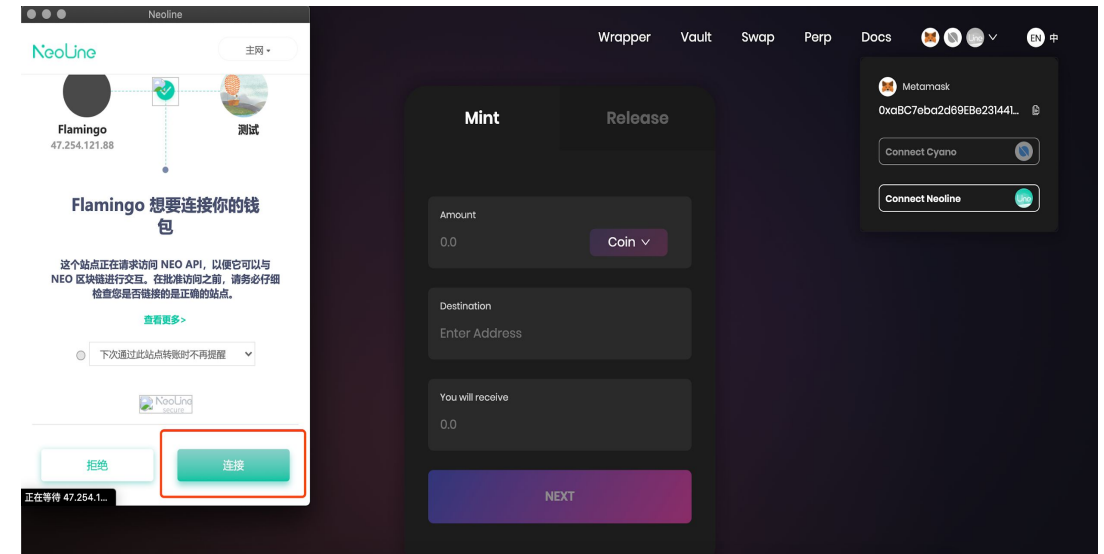 Neoline
NeoLine
主网
Flamingo
测试
47.254.121.88
Flamingo 想要连接你的钱
包
这个站点正在请求访问 NEO API，以便它可以与
NEO 区块链进行交互。在批准访问之前，请务必仔细
检查您是否链接的是正确的站点。
查看更多>
下次通过此站点转账时不再提醒
NeoLine
secure
拒绝
连接
正在等待 47.254.1...
Wrapper
Vault
Swap
Perp
Docs
Line
EN
中
Metamask
0xaBC7eba2d69EBe231441...
Connect Cyano
Connect Neoline
Line
Mint
Release
Amount
0.0
Coin
Destination
Enter Address
You will receive
0.0
NEXT